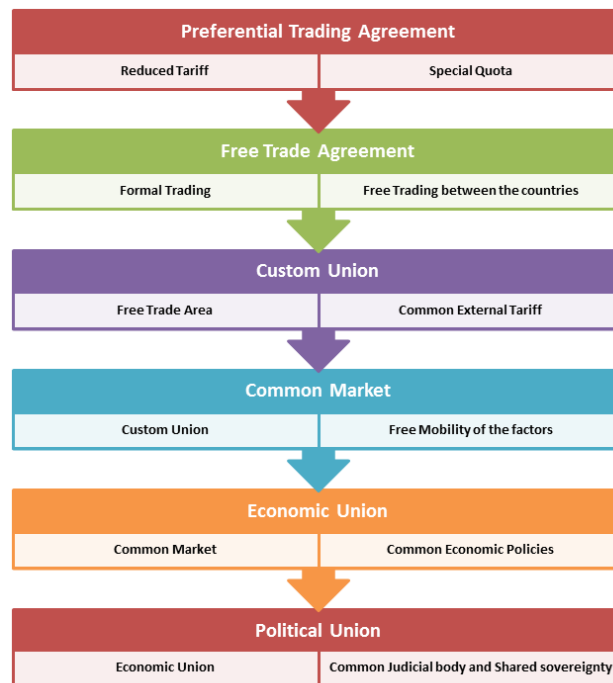 Preferential Trading Agreement
Reduced Tariff
Special Quota
Free Trade Agreement
Formal Trading
Free Trading between the countries
Custom Union
Free Trade Area
Common External Tariff
Common Market
Custom Union
Free Mobility of the factors
Economic Union
Common Market
Common Economic Policies
Political Union
Economic Union
Common Judicial body and Shared sovereignty